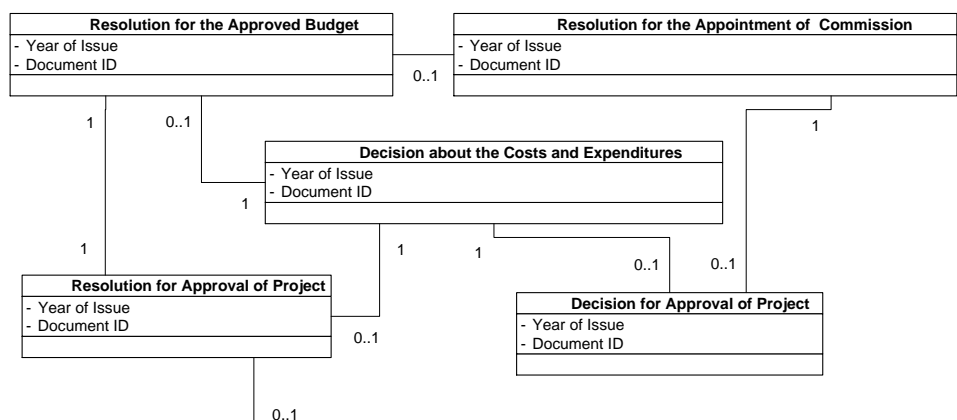 Resolution for the Approved Budget
- Year of Issue
- Document ID
Resolution for the Appointment of Commission
- Year of Issue
- Document ID
0..1
1
0..1
1
Decision about the Costs and Expenditures
- Year of Issue
- Document ID
1
1
1
1
0..1
0..1
Resolution for Approval of Project
- Year of Issue
- Document ID
0..1
Decision for Approval of Project
- Year of Issue
- Document ID
0..1